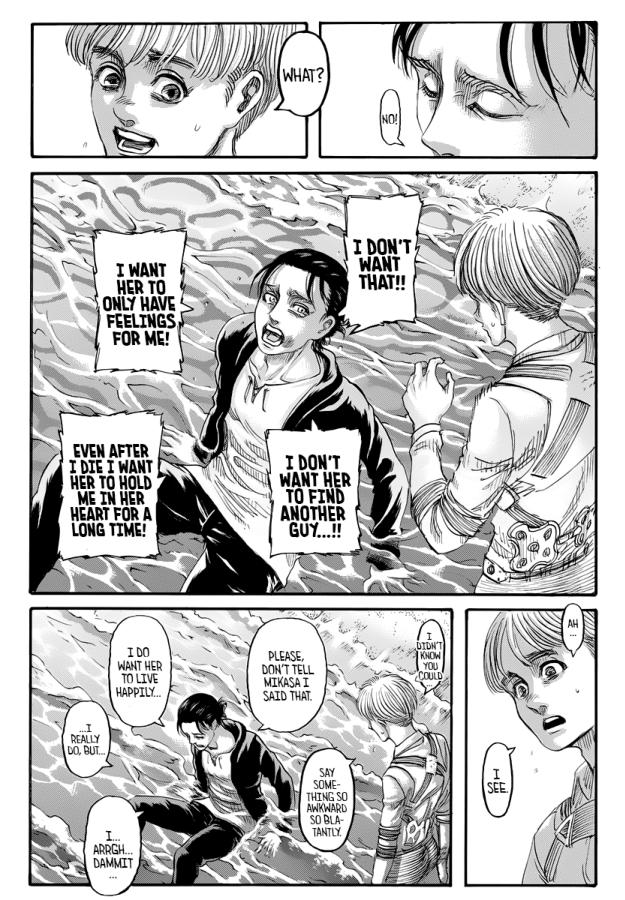 NO!
WHAT?
I DON'T
WANT
THAT!!
I DON'T
WANT HER
TO FIND
ANOTHER
GUY...!!
I WANT
HER TO
ONLY HAVE
FEELINGS
FOR ME!
EVEN AFTER
I DIE I WANT
HER TO HOLD
ME IN HER
HEART FOR A
LONG TIME!
AH
...
I
SEE.
I
DIDN'T
KNOW
YOU
COULD
...
SAY
SOME-
THING SO
AWKWARD
SO BLA-
TANTLY.
PLEASE,
DON'T TELL
MIKASA I
SAID THAT.
I DO
WANT HER
TO LIVE
HAPPILY...
...I
REALLY
DO, BUT...
I...
ARRGH...
DAMMIT
...